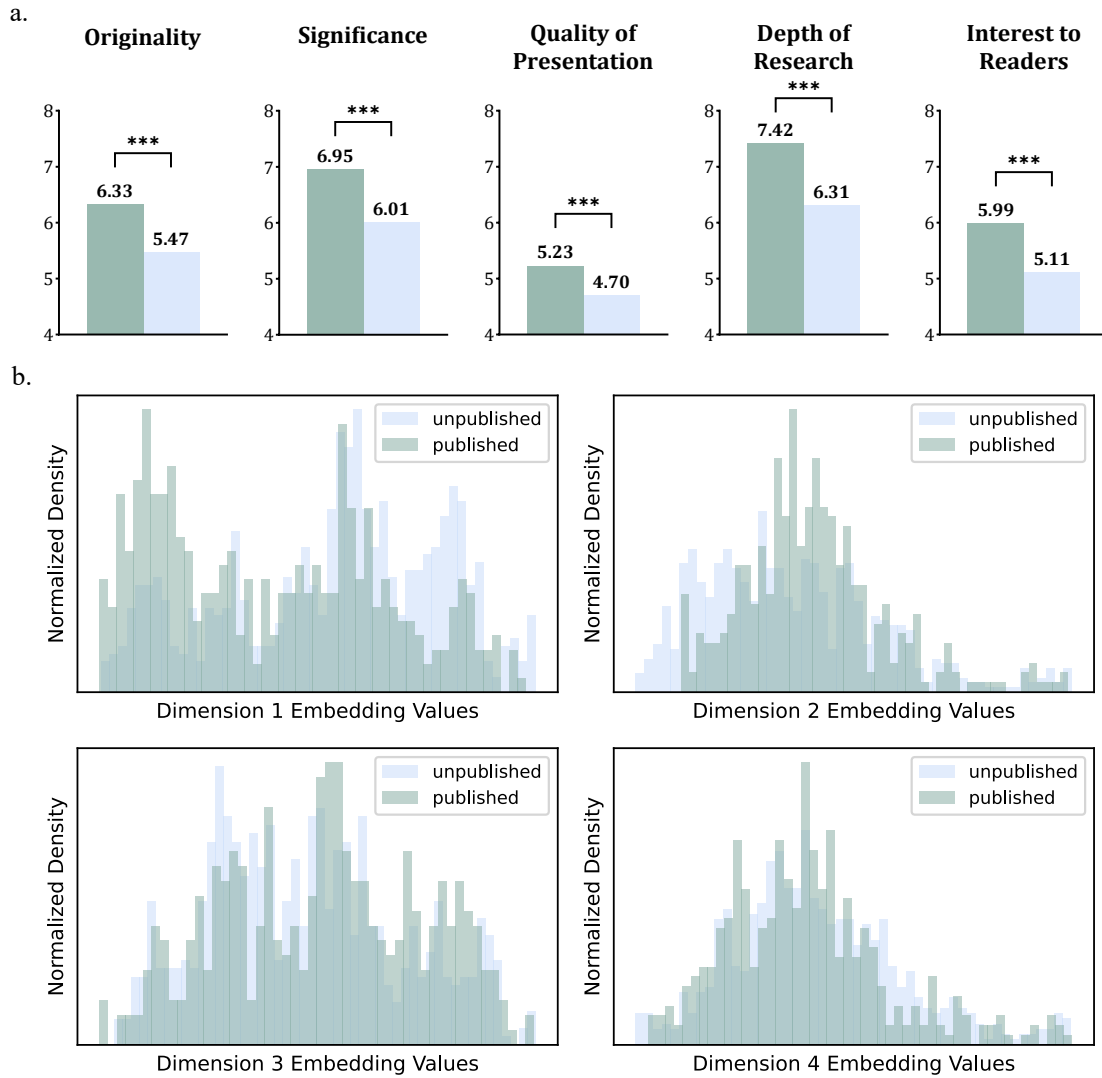 a.
Originality
Significance
Quality of
Presentation
Depth of
Research
Interest to
Readers
8
7
6
5
4
***
6.33
5.47
8
7
6
5
4
***
6.95
6.01
8
7
6
5
4
***
5.23
4.70
8
7
6
5
4
***
7.42
6.31
8
7
6
5
4
***
5.99
5.11
b.
Normalized Density
unpublished
published
Dimension 1 Embedding Values
Normalized Density
unpublished
published
Dimension 2 Embedding Values
Normalized Density
unpublished
published
Dimension 3 Embedding Values
Normalized Density
unpublished
published
Dimension 4 Embedding Values